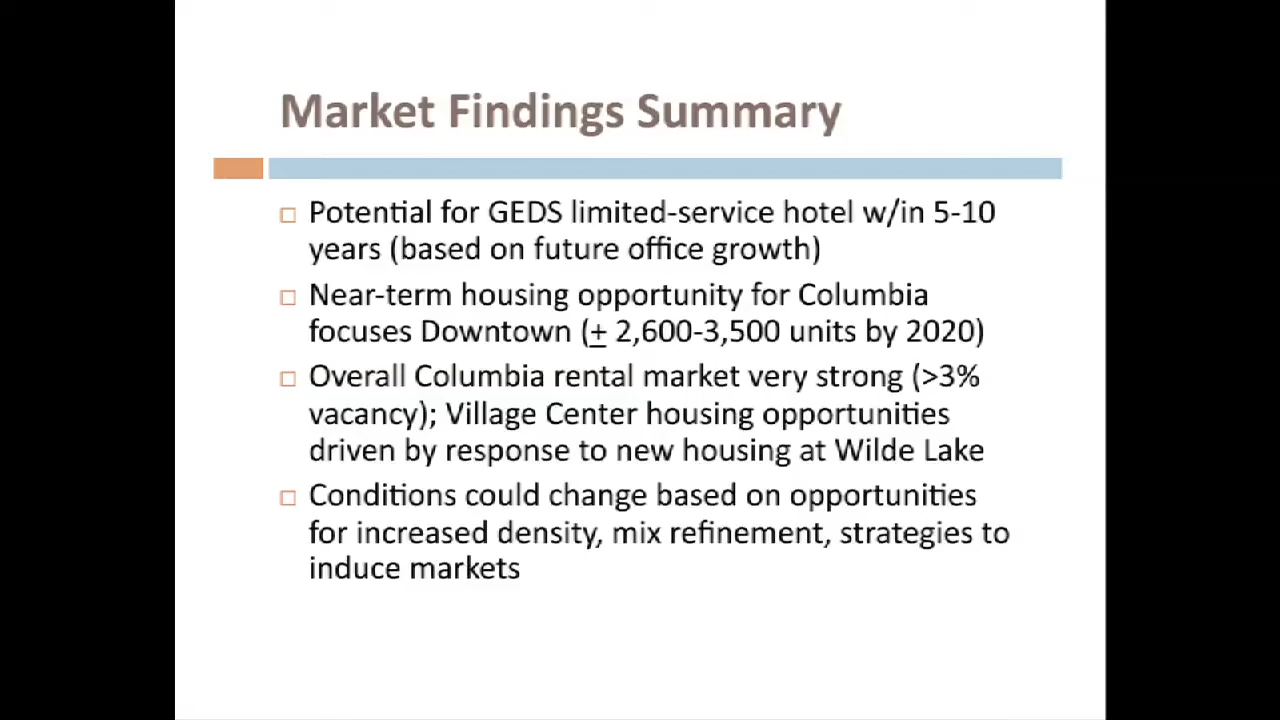 Market Findings Summary
Potential for GEDS limited-service hotel w/in 5-10
years (based on future office growth)
Near-term housing opportunity for Columbia
focuses Downtown (± 2,600-3,500 units by 2020)
Overall Columbia rental market very strong (>3%
vacancy); Village Center housing opportunities
driven by response to new housing at Wilde Lake
Conditions could change based on opportunities
for increased density, mix refinement, strategies to
induce markets